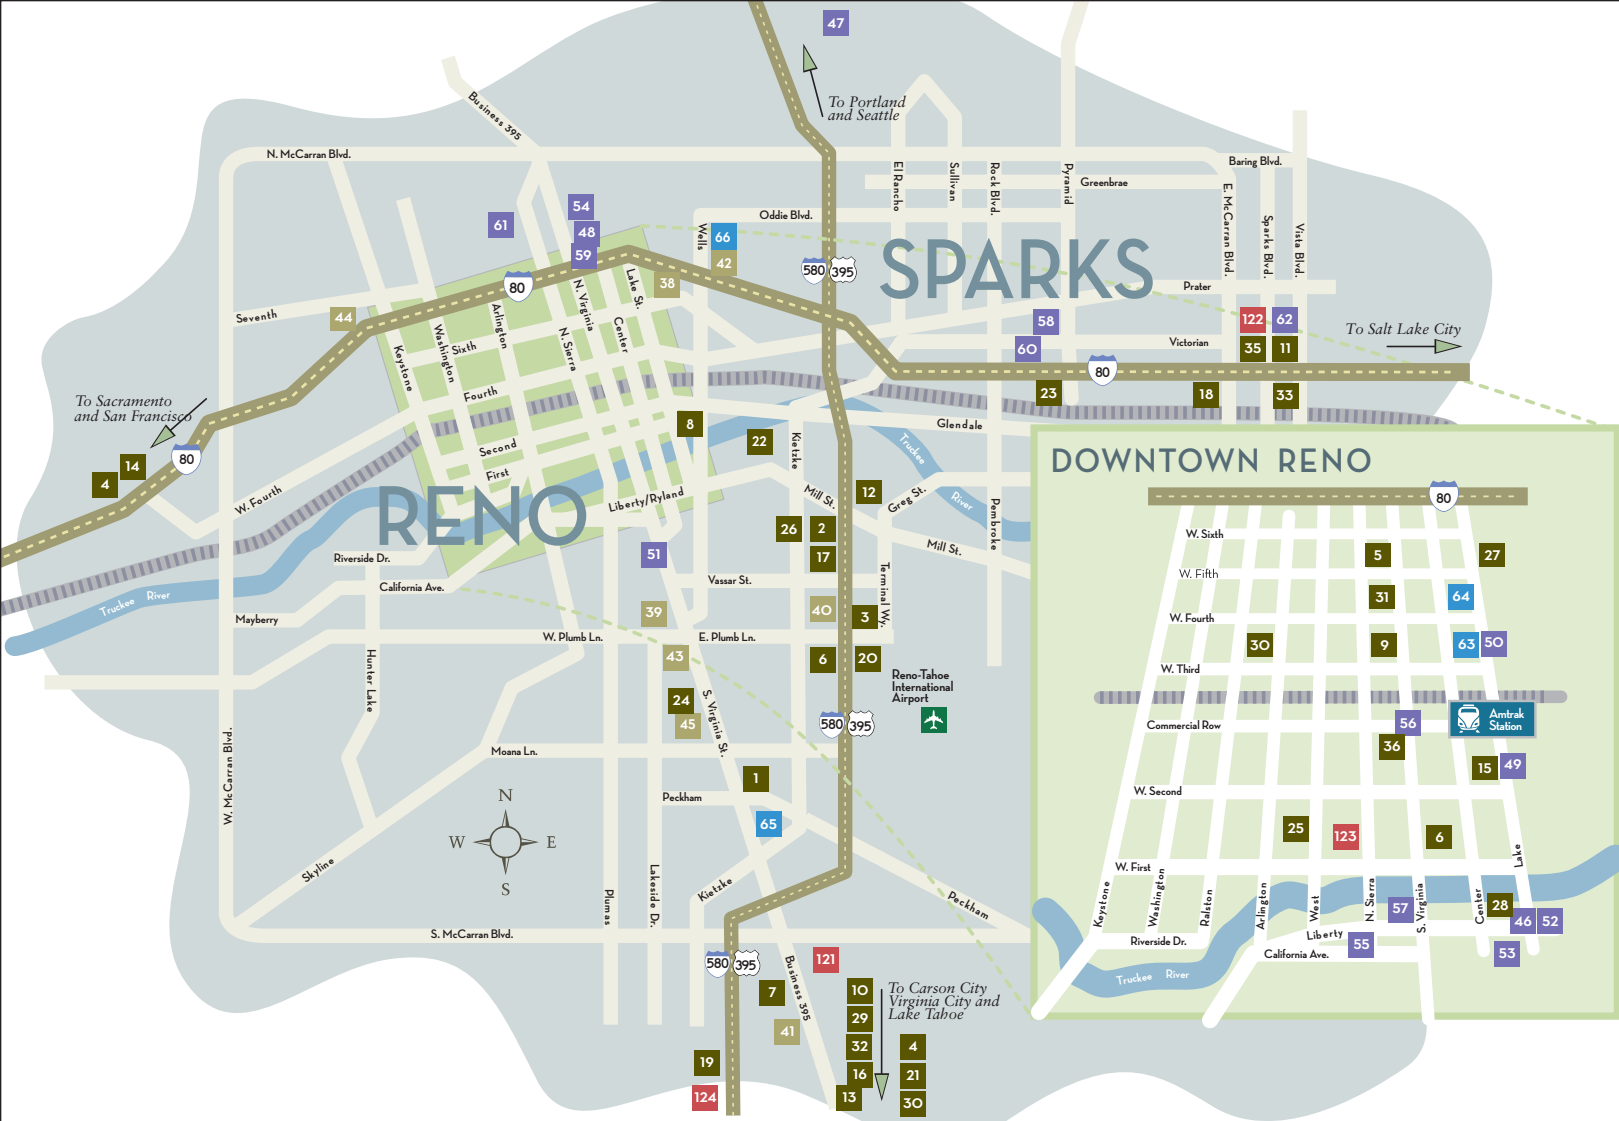 47
To Portland
and Seattle
Business 395
N. McCarran Blvd.
El Rancho
Sullivan
Rock Blvd.
Pyramid
Greenbrae
Baring Blvd.
E. McCarran Blvd.
Sparks Blvd.
Vista Blvd.
Oddie Blvd.
Wells
54
61
48
59
66
42
38
44
80
580
395
SPARKS
Prater
Seventh
Keystone
Washington
Sixth
Arlington
N. Virginia
N. Sierra
Lake St.
Center
58
60
122
62
35
11
Victorian
To Salt Lake City
80
23
18
33
Fourth
Second
First
To Sacramento
and San Francisco
80
14
4
8
22
Kietzke
Glendale
Truckee
River
W. Fourth
RENO
Liberty/Ryland
Mill St.
12
Greg St.
Pembroke
26
2
17
Mill St.
51
Riverside Dr.
California Ave.
Vassar St.
Terminal Wy.
Truckee River
Mayberry
39
40
3
W. Plumb Ln.
E. Plumb Ln.
43
6
20
Hunter Lake
24
45
S. Virginia St.
Reno-Tahoe
International
Airport
580
395
Moana Ln.
1
Peckham
65
W. McCarran Blvd.
N
W
E
S
Skyline
Plumas
Lakeside Dr.
Kietzke
Peckham
S. McCarran Blvd.
580
395
Business 395
121
7
41
19
124
10
29
32
16
13
To Carson City
Virginia City and
Lake Tahoe
4
21
30
DOWNTOWN RENO
80
W. Sixth
5
27
W. Fifth
31
64
W. Fourth
30
9
63
50
W. Third
Commercial Row
56
36
Amtrak
Station
15
49
W. Second
25
123
6
W. First
Lake
Keystone
Washington
Ralston
Arlington
West
N. Sierra
S. Virginia
Center
57
28
46
52
Riverside Dr.
Liberty
55
California Ave.
53
Truckee River